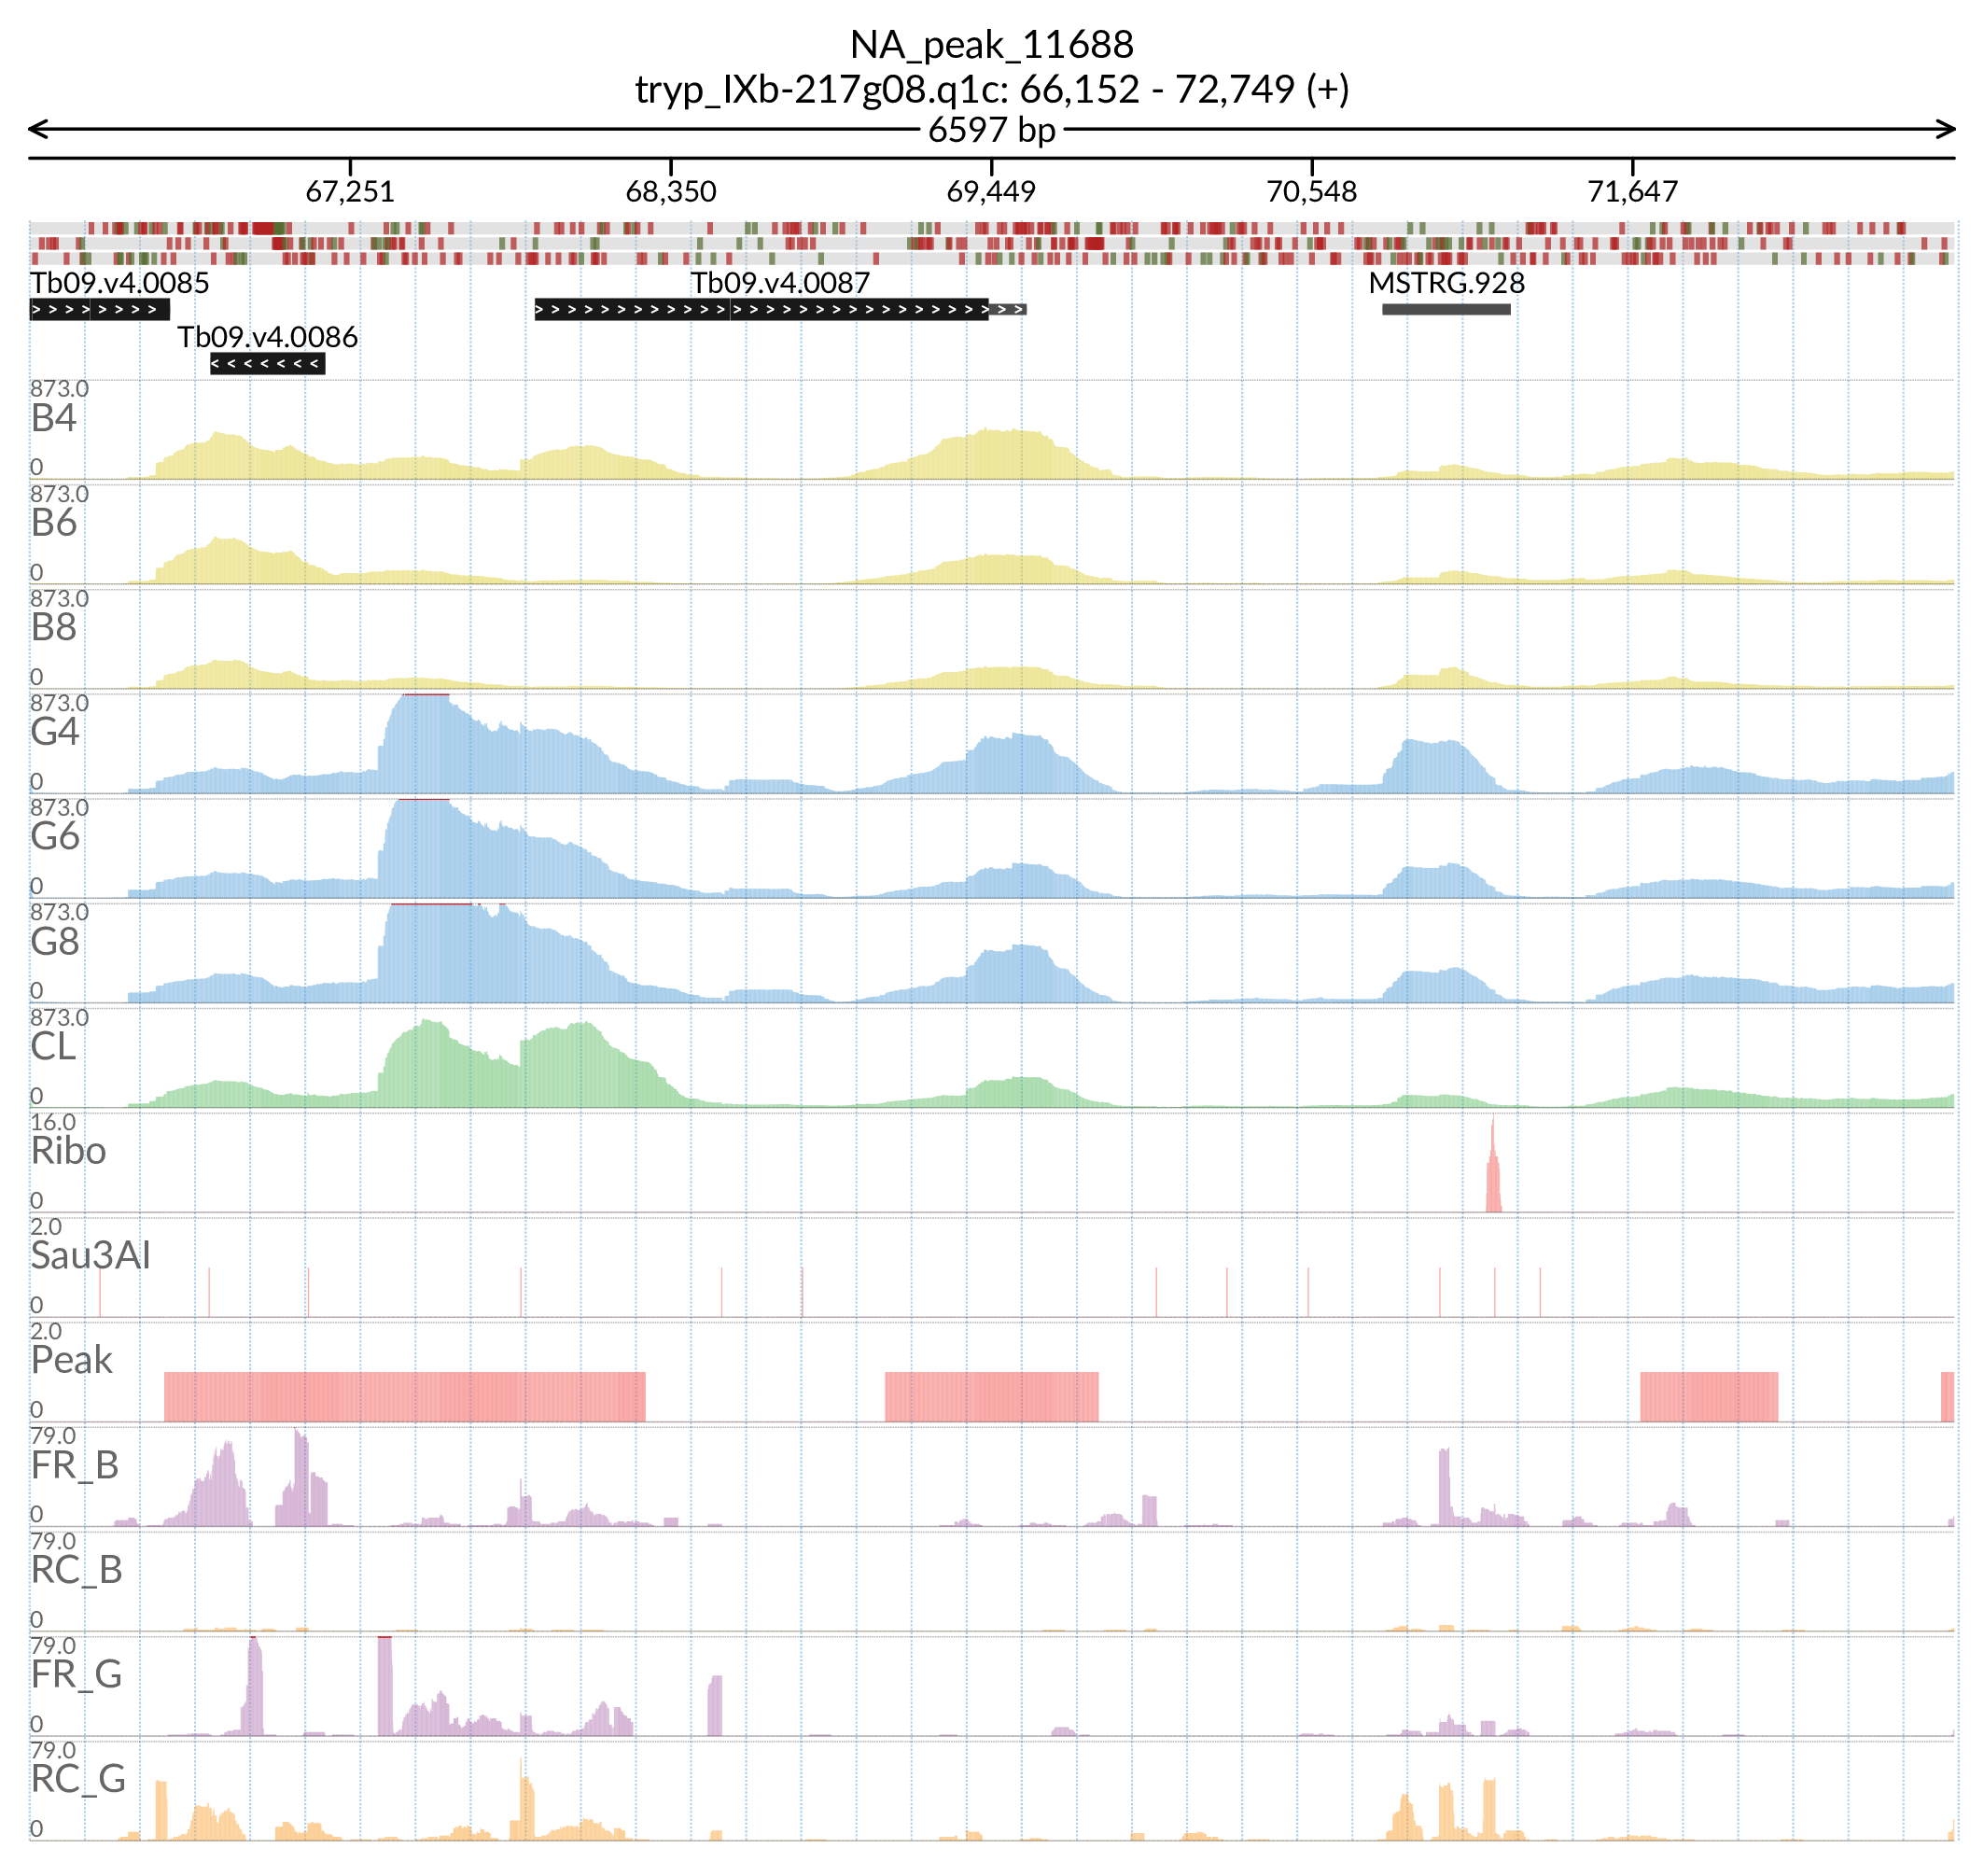 NA_peak_11688
tryp_IXb-217g08.q1c: 66,152 - 72,749 (+)
6597 bp
67,251 68,350 69,449 70,548 71,647
Tb09.v4.0085 Tb09.v4.0087 MSTRG.928
Tb09.v4.0086
873.0
B4
0
873.0
B6
0
873.0
B8
0
873.0
G4
0
873.0
G6
0
873.0
G8
0
873.0
CL
0
16.0
Ribo
0
2.0
Sau3AI
0
2.0
Peak
0
79.0
FR_B
0
79.0
RC_B
0
79.0
FR_G
0
79.0
RC_G
0